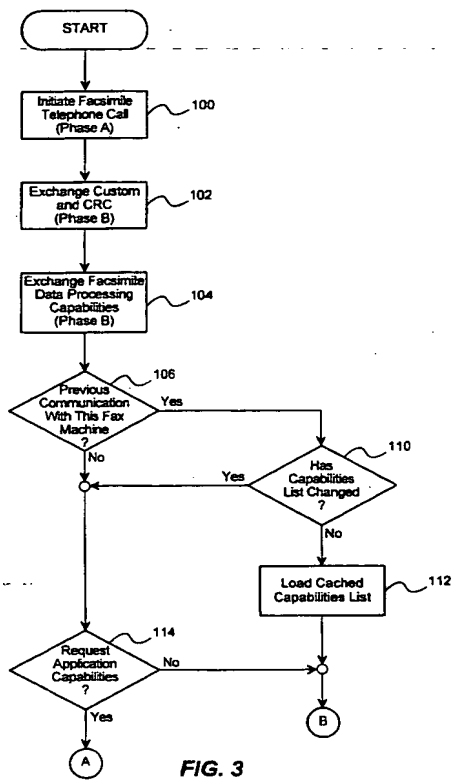 START
Initiate Facsimile
Telephone Call
(Phase A)
100
Exchange Custom
and CRC
(Phase B)
102
Exchange Facsimile
Data Processing
Capabilities
(Phase B)
104
106
Previous
Communication
With This Fax
Machine
?
Yes
No
110
Has
Capabilities
List Changed
?
Yes
No
Load Cached
Capabilities List
112
114
Request
Application
Capabilities
?
No
Yes
A
B
FIG. 3